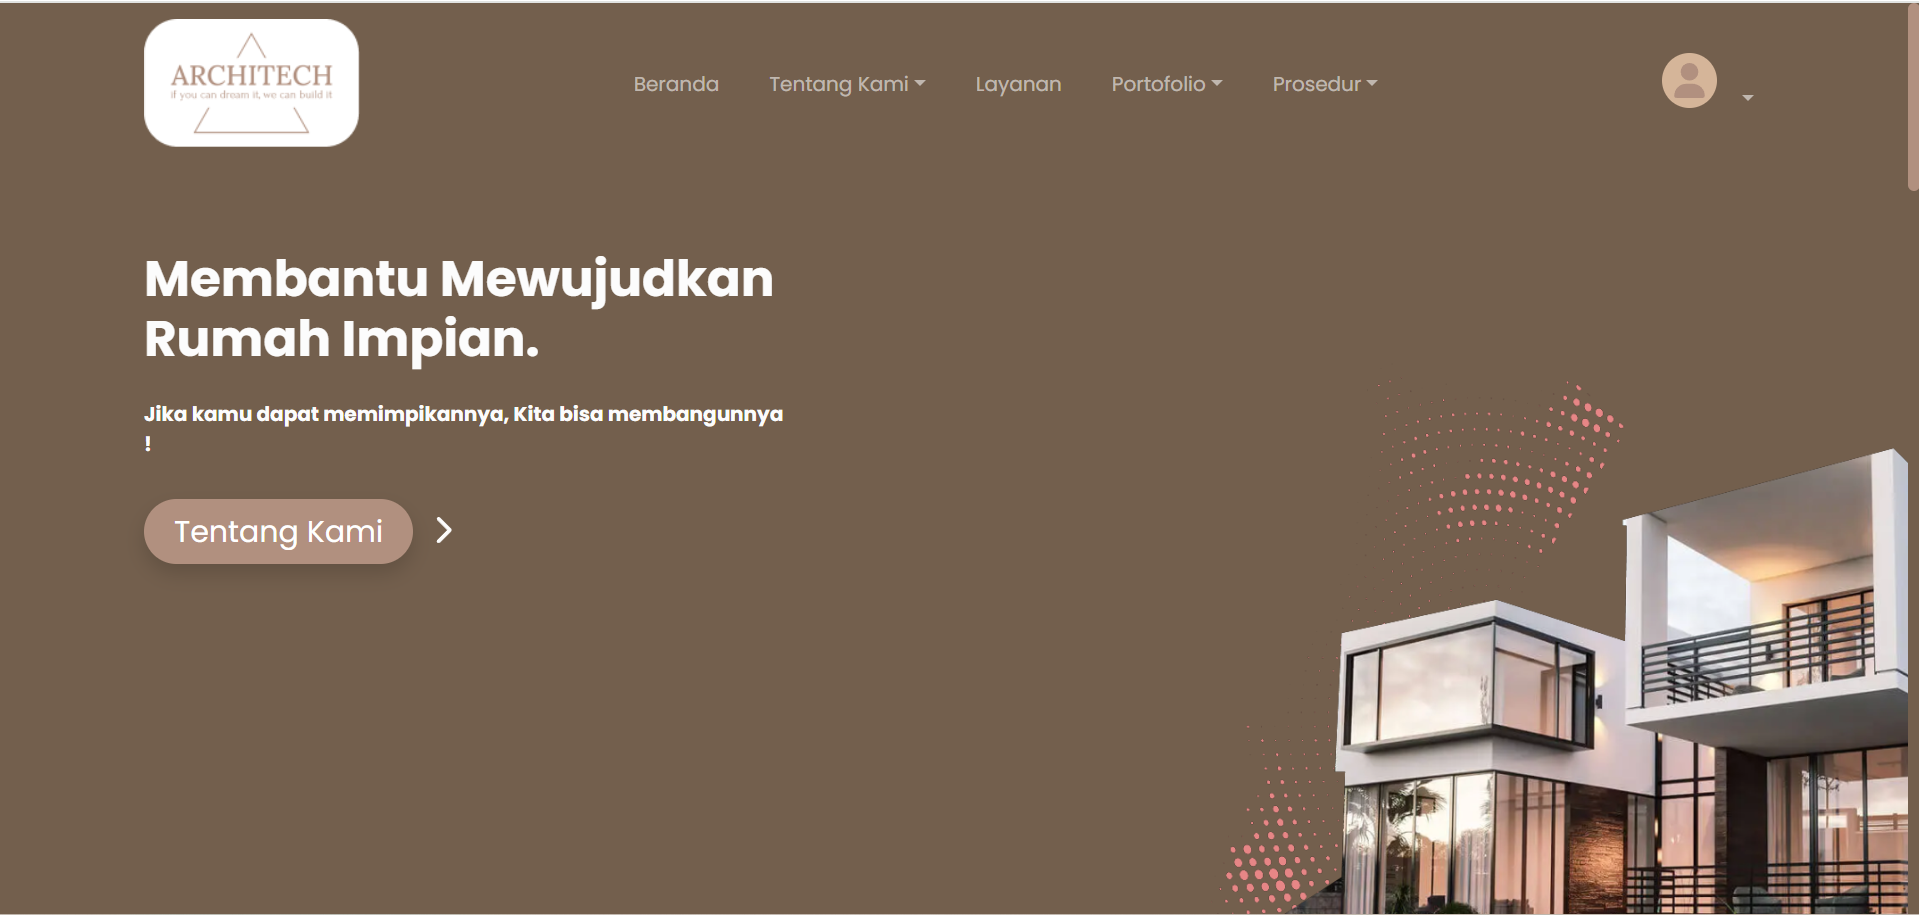 ARCHITECH
if you can dream it, we can build it
Beranda
Tentang Kami
Layanan
Portofolio
Prosedur
Membantu Mewujudkan
Rumah Impian.
Jika kamu dapat memimpikannya, Kita bisa membangunnya
!
Tentang Kami